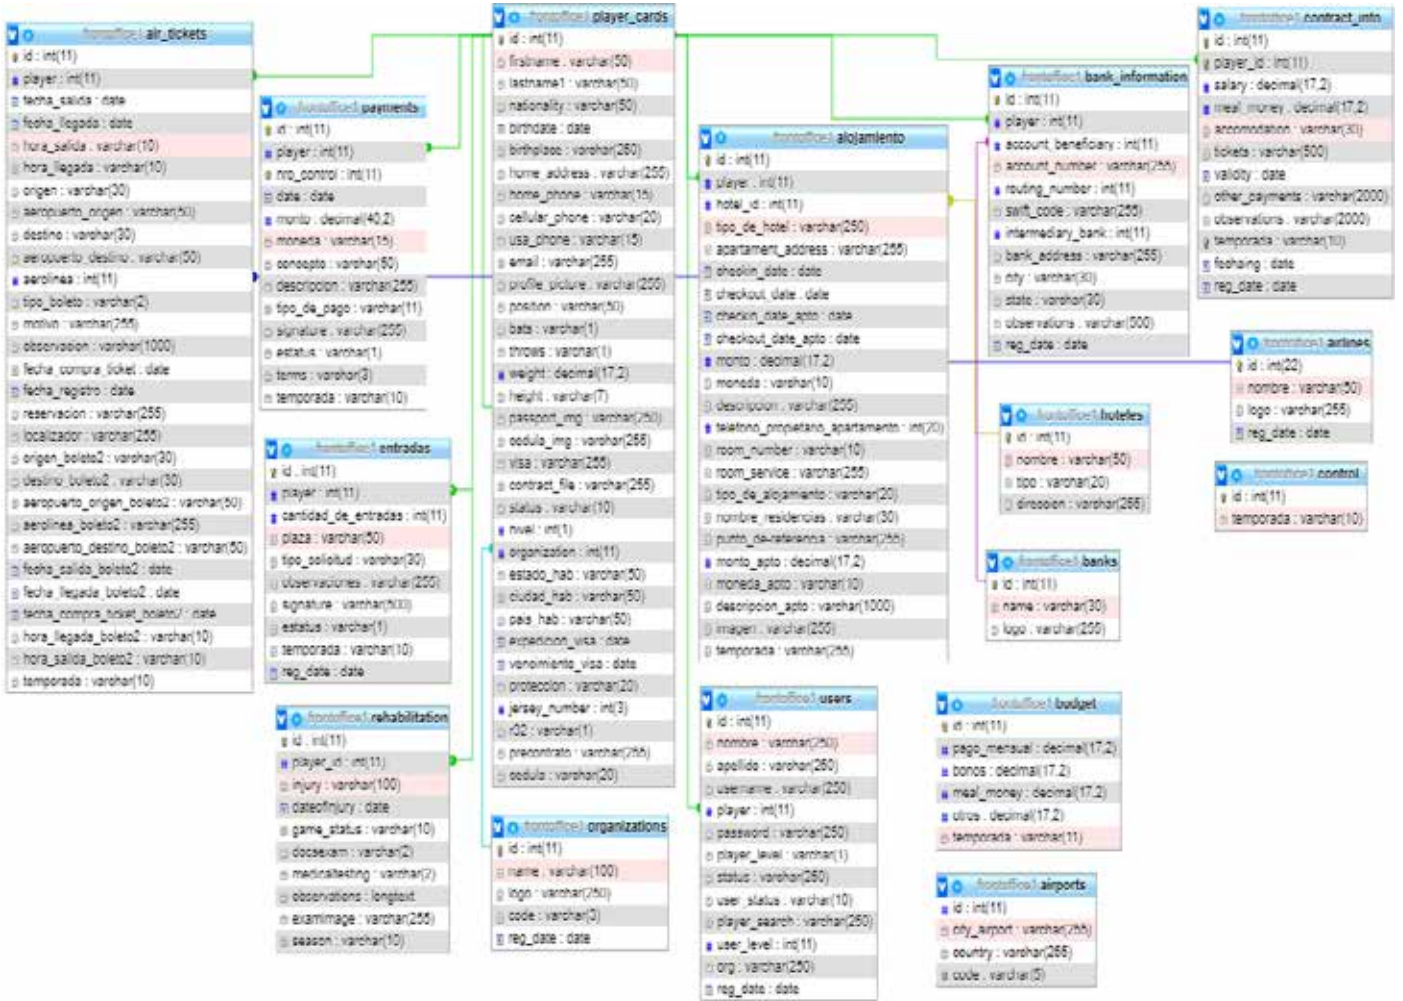 frontoffice1 air_tickets
id : int(11)
player : int(11)
fecha_salida : date
fecha_llegada : date
hora_salida : varchar(10)
hora_llegada : varchar(10)
origen : varchar(30)
aeropuerto_origen : varchar(50)
destino : varchar(30)
aeropuerto_destino : varchar(50)
aerolinea : int(11)
tipo_boleto : varchar(2)
motivo : varchar(255)
observacion : varchar(1000)
fecha_compra_ticket : date
fecha_registro : date
reservacion : varchar(255)
localizador : varchar(255)
origen_boleto2 : varchar(30)
destino_boleto2 : varchar(30)
aeropuerto_origen_boleto2 : varchar(50)
aerolinea_boleto2 : varchar(255)
aeropuerto_destino_boleto2 : varchar(50)
fecha_salida_boleto2 : date
fecha_llegada_boleto2 : date
fecha_compra_ticket_boleto2 : date
hora_llegada_boleto2 : varchar(10)
hora_salida_boleto2 : varchar(10)
temporada : varchar(10)
frontoffice1 payments
id : int(11)
player : int(11)
nro_control : int(11)
date : date
monto : decimal(40,2)
moneda : varchar(15)
concepto : varchar(50)
descripcion : varchar(255)
tipo_de_pago : varchar(11)
signature : varchar(255)
estatus : varchar(1)
terms : varchar(3)
temporada : varchar(10)
frontoffice1 entradas
id : int(11)
player : int(11)
cantidad_de_entradas : int(11)
plaza : varchar(50)
tipo_solicitud : varchar(30)
observaciones : varchar(255)
signature : varchar(500)
estatus : varchar(1)
temporada : varchar(10)
reg_date : date
frontoffice1 rehabilitation
id : int(11)
player_id : int(11)
injury : varchar(100)
dateofinjury : date
game_status : varchar(10)
docsexam : varchar(2)
medicaltesting : varchar(2)
observations : longtext
examimage : varchar(255)
season : varchar(10)
frontoffice1 player_cards
id : int(11)
firstname : varchar(50)
lastname1 : varchar(50)
nationality : varchar(50)
birthdate : date
birthplace : varchar(250)
home_address : varchar(255)
home_phone : varchar(15)
cellular_phone : varchar(20)
usa_phone : varchar(15)
email : varchar(255)
profile_picture : varchar(255)
position : varchar(50)
bats : varchar(1)
throws : varchar(1)
weight : decimal(17,2)
height : varchar(7)
passport_img : varchar(250)
cedula_img : varchar(255)
visa : varchar(255)
contract_file : varchar(255)
status : varchar(10)
nivel : int(1)
organization : int(11)
estado_hab : varchar(50)
ciudad_hab : varchar(50)
pais_hab : varchar(50)
expedicion_visa : date
vencimiento_visa : date
proteccion : varchar(20)
jersey_number : int(3)
r32 : varchar(1)
precontrato : varchar(255)
cedula : varchar(20)
frontoffice1 organizations
id : int(11)
name : varchar(100)
logo : varchar(250)
code : varchar(3)
reg_date : date
frontoffice1 alojamiento
id : int(11)
player : int(11)
hotel_id : int(11)
tipo_de_hotel : varchar(250)
apartament_address : varchar(255)
checkin_date : date
checkout_date : date
checkin_date_apto : date
checkout_date_apto : date
monto : decimal(17,2)
moneda : varchar(10)
descripcion : varchar(255)
telefono_propietario_apartamento : int(20)
room_number : varchar(10)
room_service : varchar(255)
tipo_de_alojamiento : varchar(20)
nombre_residencias : varchar(30)
punto_de-referencia : varchar(255)
monto_apto : decimal(17,2)
moneda_apto : varchar(10)
descripcion_apto : varchar(1000)
imagen : varchar(255)
temporada : varchar(255)
frontoffice1 users
id : int(11)
nombre : varchar(250)
apellido : varchar(250)
username : varchar(250)
player : int(11)
password : varchar(250)
player_level : varchar(1)
status : varchar(250)
user_status : varchar(10)
player_search : varchar(250)
user_level : int(11)
org : varchar(250)
reg_date : date
frontoffice1 bank_information
id : int(11)
player : int(11)
account_beneficiary : int(11)
account_number : varchar(255)
routing_number : int(11)
swift_code : varchar(255)
intermediary_bank : int(11)
bank_address : varchar(255)
city : varchar(30)
state : varchar(30)
observations : varchar(500)
reg_date : date
frontoffice1 hoteles
id : int(11)
nombre : varchar(50)
tipo : varchar(20)
direccion : varchar(255)
frontoffice1 banks
id : int(11)
name : varchar(30)
logo : varchar(255)
frontoffice1 budget
id : int(11)
pago_mensual : decimal(17,2)
bonos : decimal(17,2)
meal_money : decimal(17,2)
otros : decimal(17,2)
temporada : varchar(11)
frontoffice1 airports
id : int(11)
city_airport : varchar(255)
country : varchar(255)
code : varchar(5)
frontoffice1 contract_info
id : int(11)
player_id : int(11)
salary : decimal(17,2)
meal_money : decimal(17,2)
accomodation : varchar(30)
tickets : varchar(500)
validity : date
other_payments : varchar(2000)
observations : varchar(2000)
temporada : varchar(10)
fechaing : date
reg_date : date
frontoffice1 airlines
id : int(22)
nombre : varchar(50)
logo : varchar(255)
reg_date : date
frontoffice1 control
id : int(11)
temporada : varchar(10)